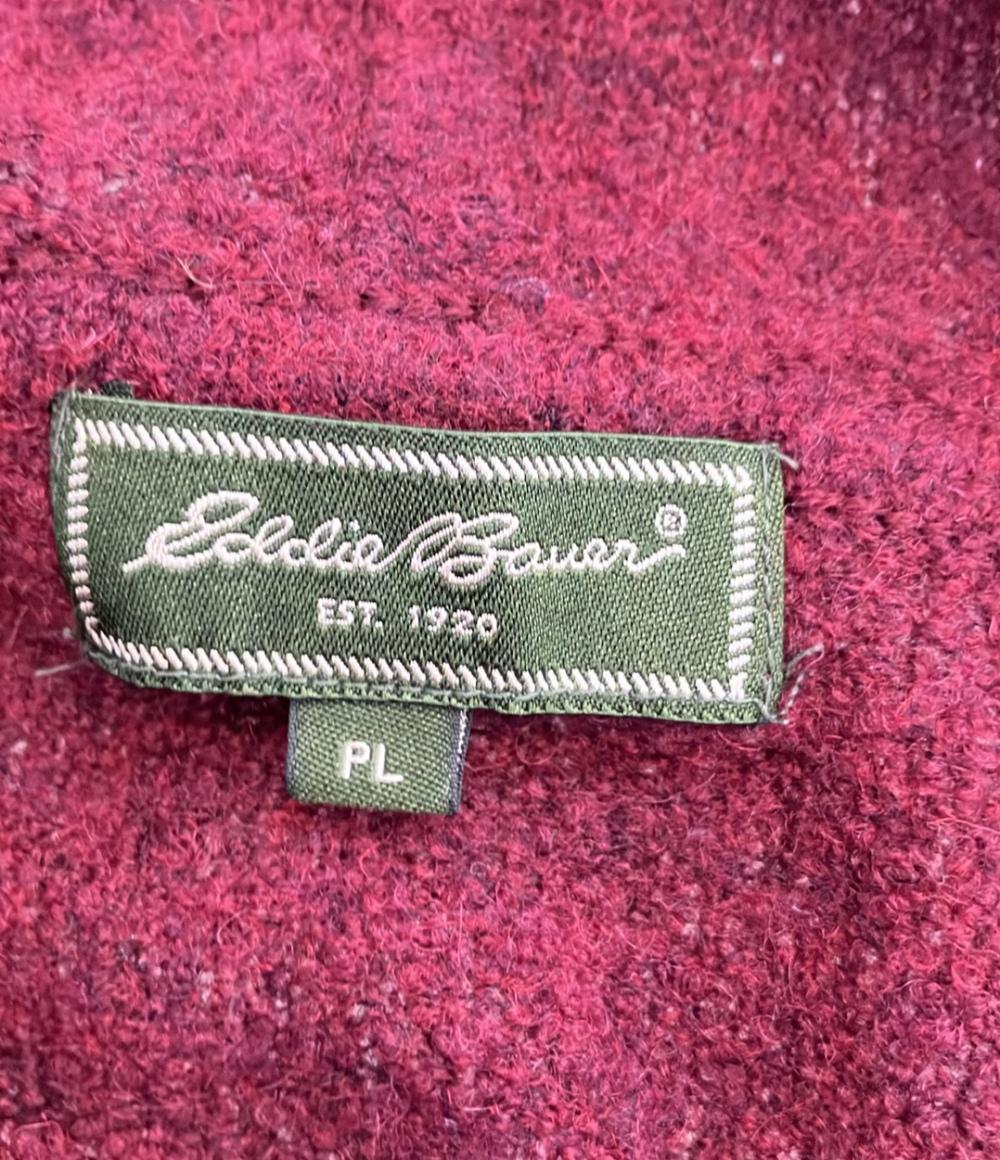 Eddie Bauer®
EST. 1920
PL